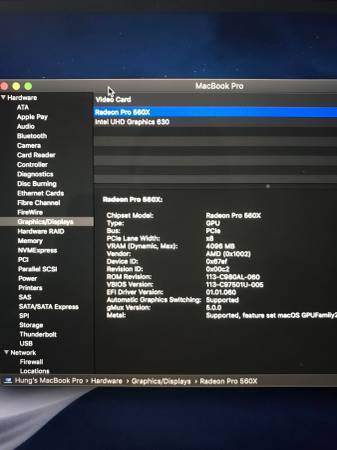 MacBook Pro
Hardware
ATA
Apple Pay
Audio
Bluetooth
Camera
Card Reader
Controller
Diagnostics
Disc Burning
Ethernet Cards
Fibre Channel
FireWire
Graphics/Displays
Hardware RAID
Memory
NVMExpress
PCI
Parallel SCSI
Power
Printers
SAS
SATA/SATA Express
SPI
Storage
Thunderbolt
USB
Network
Firewall
Locations
Video Card
Radeon Pro 560X
Intel UHD Graphics 630
Radeon Pro 560X:
Chipset Model: Radeon Pro 560X
Type: GPU
Bus: PCIe
PCIe Lane Width: x8
VRAM (Dynamic, Max): 4096 MB
Vendor: AMD (0x1002)
Device ID: 0x67ef
Revision ID: 0x00c2
ROM Revision: 113-C980AL-060
VBIOS Version: 113-C97501U-005
EFI Driver Version: 01.01.060
Automatic Graphics Switching: Supported
gMux Version: 5.0.0
Metal: Supported, feature set macOS GPUFamily2
Hung's MacBook Pro › Hardware › Graphics/Displays › Radeon Pro 560X